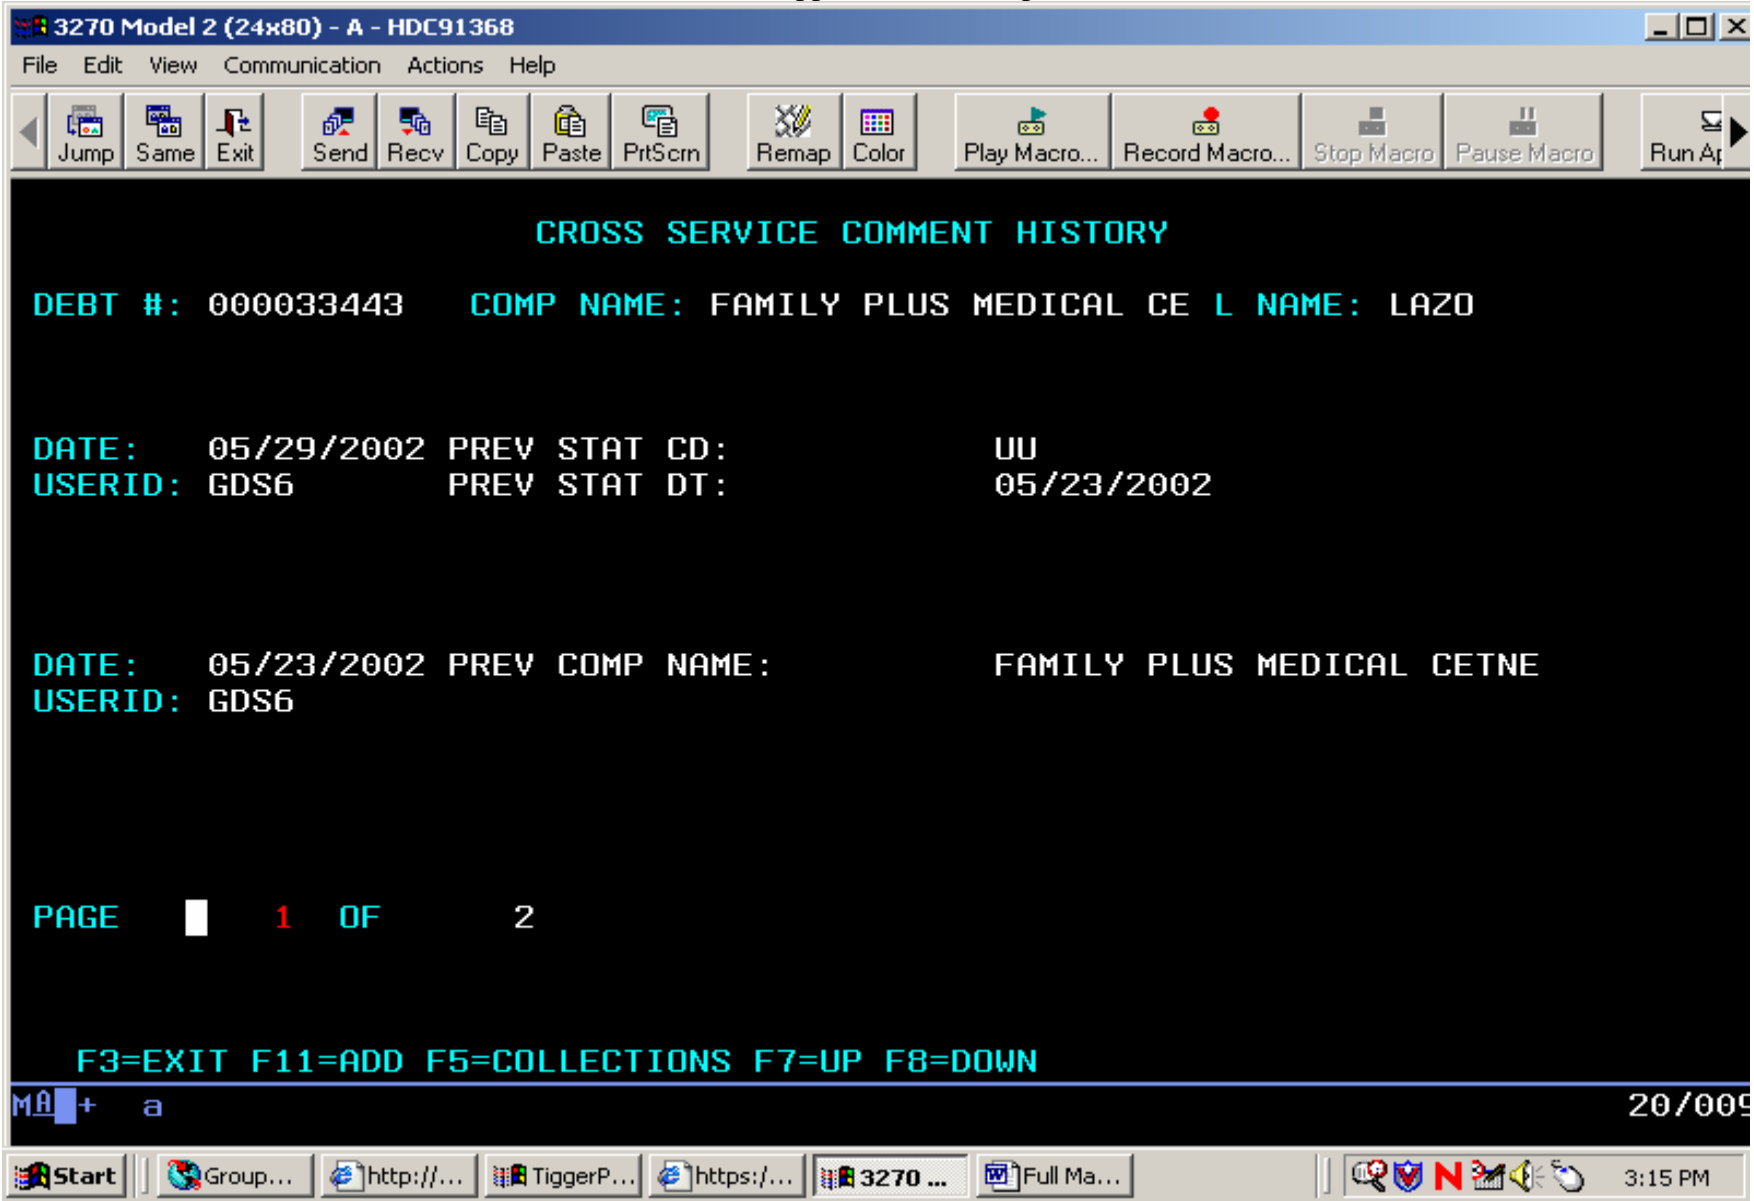 3270 Model 2 (24x80) - A - HDC91368
File Edit View Communication Actions Help
Jump Same Exit Send Recv Copy Paste PrtScrn Remap Color Play Macro... Record Macro... Stop Macro Pause Macro Run
CROSS SERVICE COMMENT HISTORY
DEBT #: 000033443 COMP NAME: FAMILY PLUS MEDICAL CE L NAME: LAZO
DATE: 05/29/2002 PREV STAT CD: UU
USERID: GDS6 PREV STAT DT: 05/23/2002
DATE: 05/23/2002 PREV COMP NAME: FAMILY PLUS MEDICAL CETNE
USERID: GDS6
PAGE 1 OF 2
F3=EXIT F11=ADD F5=COLLECTIONS F7=UP F8=DOWN
MA + a 20/009
Start Group... http://... TiggerP... https:/... 3270 ... Full Ma... 3:15 PM